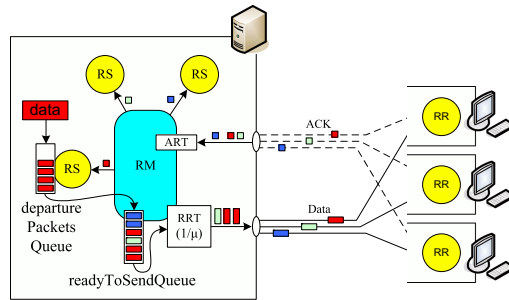 RS
RS
data
RS
RM
ART
ACK
RR
RR
RR
departure
Packets
Queue
RRT
(1/μ)
Data
readyToSendQueue